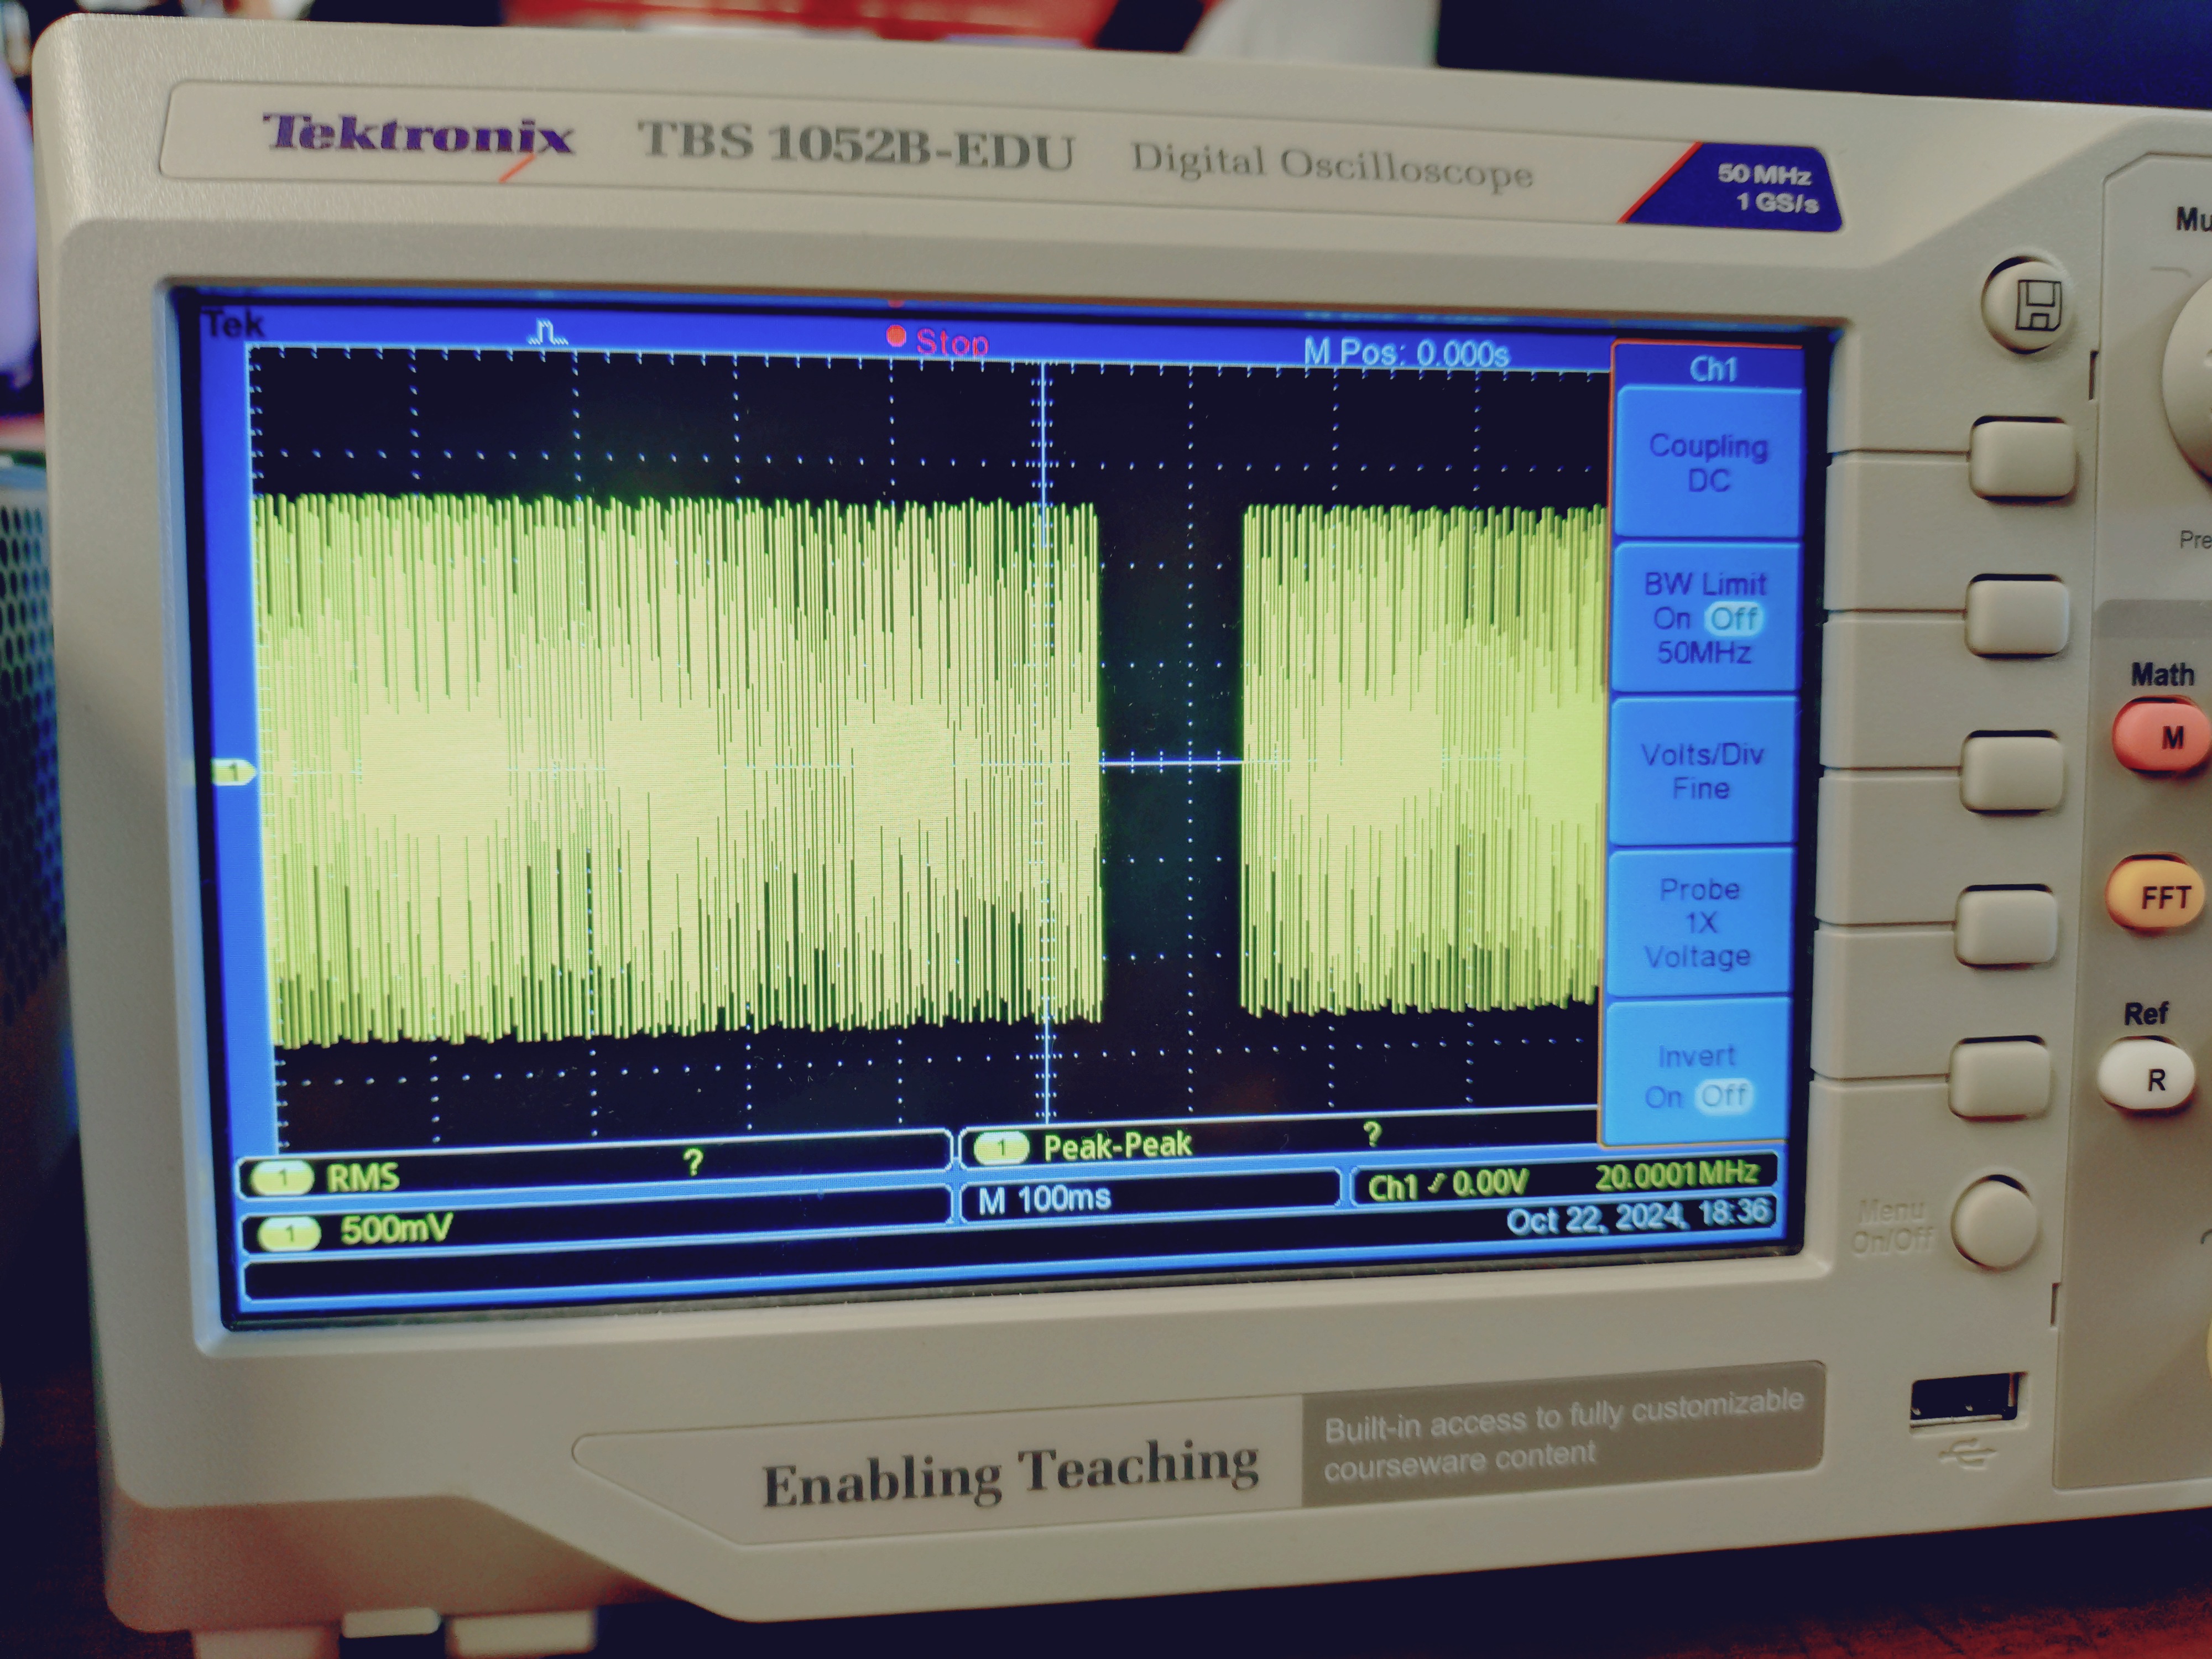 Tektronix TBS 1052B-EDU Digital Oscilloscope
50 MHz
1 GS/s
Tek
Stop
M Pos: 0.000s
Ch1
Coupling
DC
BW Limit
On Off
50MHz
Volts/Div
Fine
Probe
1X
Voltage
Invert
On Off
1
1 RMS ?
1 Peak-Peak ?
1 500mV
M 100ms
Ch1 0.00V 20.0001MHz
Oct 22, 2024, 18:36
Math
M
FFT
Ref
R
Menu
On/Off
Enabling Teaching
Built-in access to fully customizable
courseware content